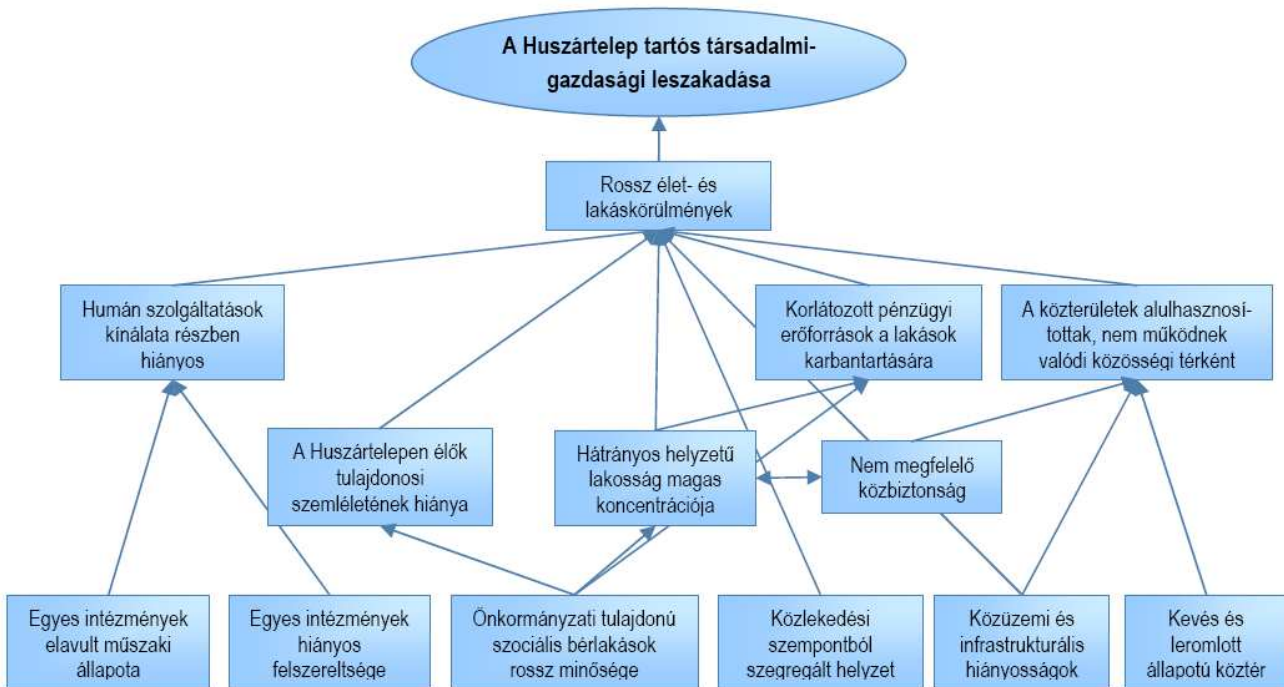 A Huszártelep tartós társadalmi-
gazdasági leszakadása
Rossz élet- és
lakáskörülmények
Humán szolgáltatások
kínálata részben
hiányos
Korlátozott pénzügyi
erőforrások a lakások
karbantartására
A közterületek alulhasznosí-
tottak, nem működnek
valódi közösségi térként
A Huszártelepen élők
tulajdonosi
szemléletének hiánya
Hátrányos helyzetű
lakosság magas
koncentrációja
Nem megfelelő
közbiztonság
Egyes intézmények
elavult műszaki
állapota
Egyes intézmények
hiányos
felszereltsége
Önkormányzati tulajdonú
szociális bérlakások
rossz minősége
Közlekedési
szempontból
szegregált helyzet
Közüzemi és
infrastrukturális
hiányosságok
Kevés és
leromlott
állapotú köztér